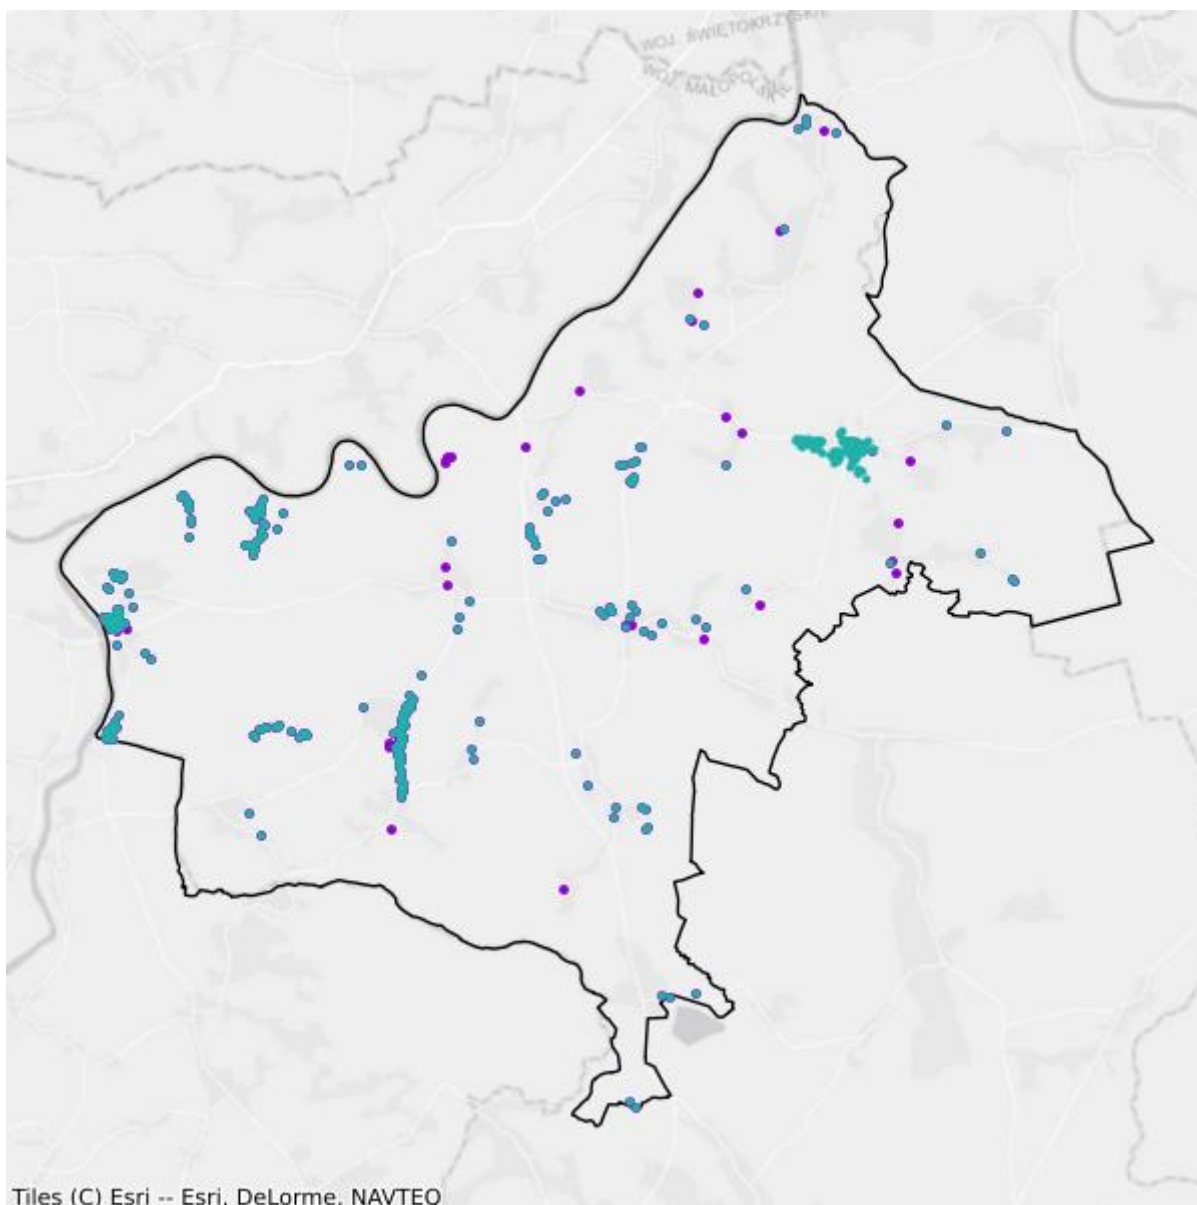 WOJ. ŚWIĘTOKRZYSKIE
WOJ. MAŁOPOLSKIE
Tiles (C) Esri -- Esri, DeLorme, NAVTEQ